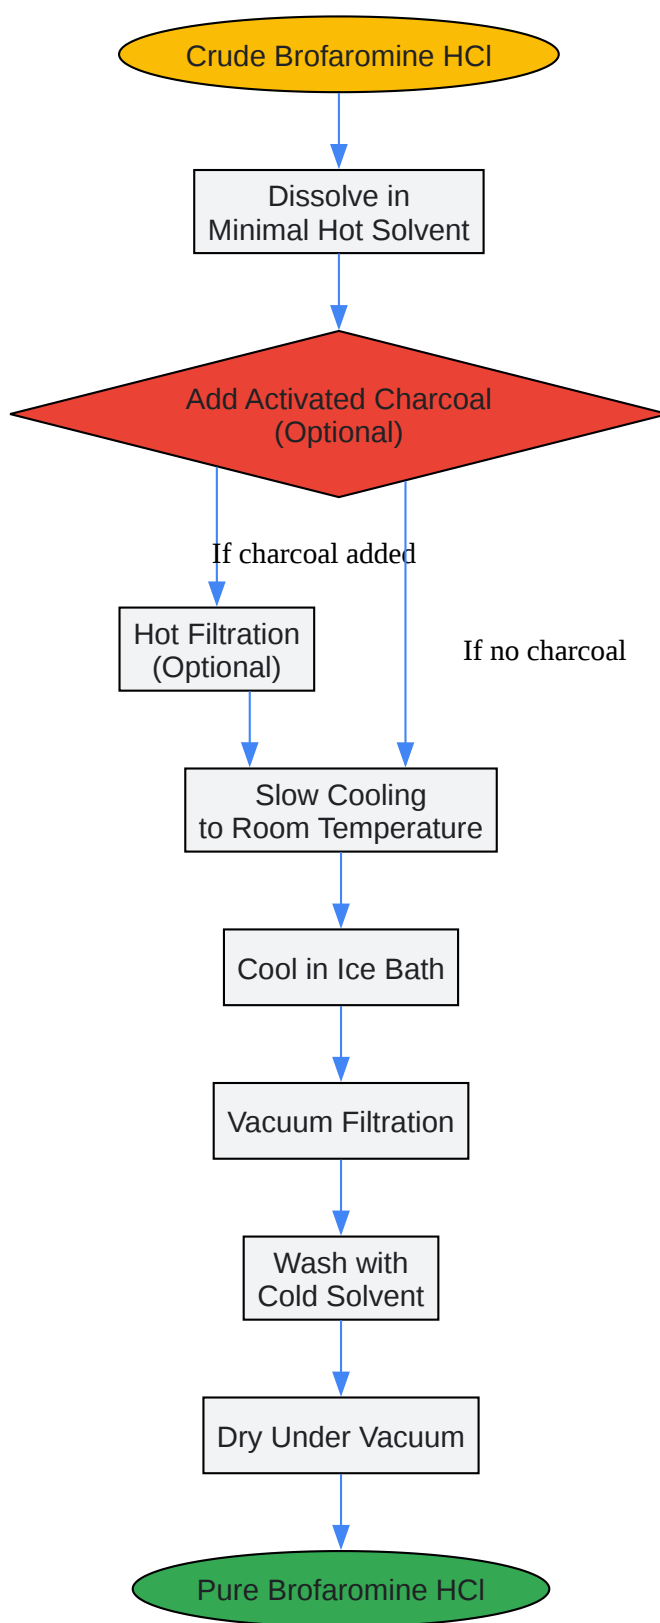 Crude Brofaromine HCl
Dissolve in
Minimal Hot Solvent
Add Activated Charcoal
(Optional)
If charcoal added
Hot Filtration
(Optional)
If no charcoal
Slow Cooling
to Room Temperature
Cool in Ice Bath
Vacuum Filtration
Wash with
Cold Solvent
Dry Under Vacuum
Pure Brofaromine HCl